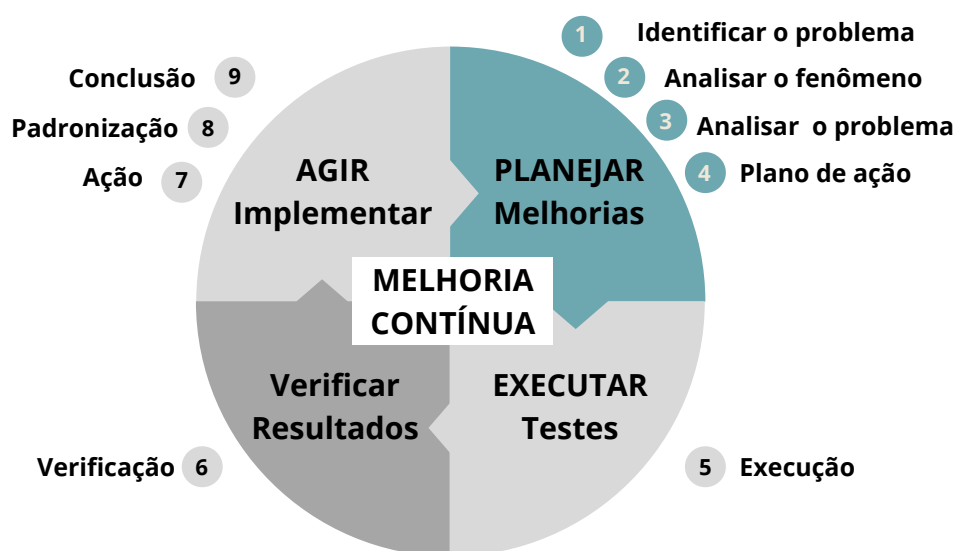 1 Identificar o problema
2 Analisar o fenômeno
3 Analisar o problema
4 Plano de ação
Conclusão 9
Padronização 8
Ação 7
AGIR
Implementar
PLANEJAR
Melhorias
MELHORIA
CONTÍNUA
Verificar
Resultados
EXECUTAR
Testes
Verificação 6
5 Execução